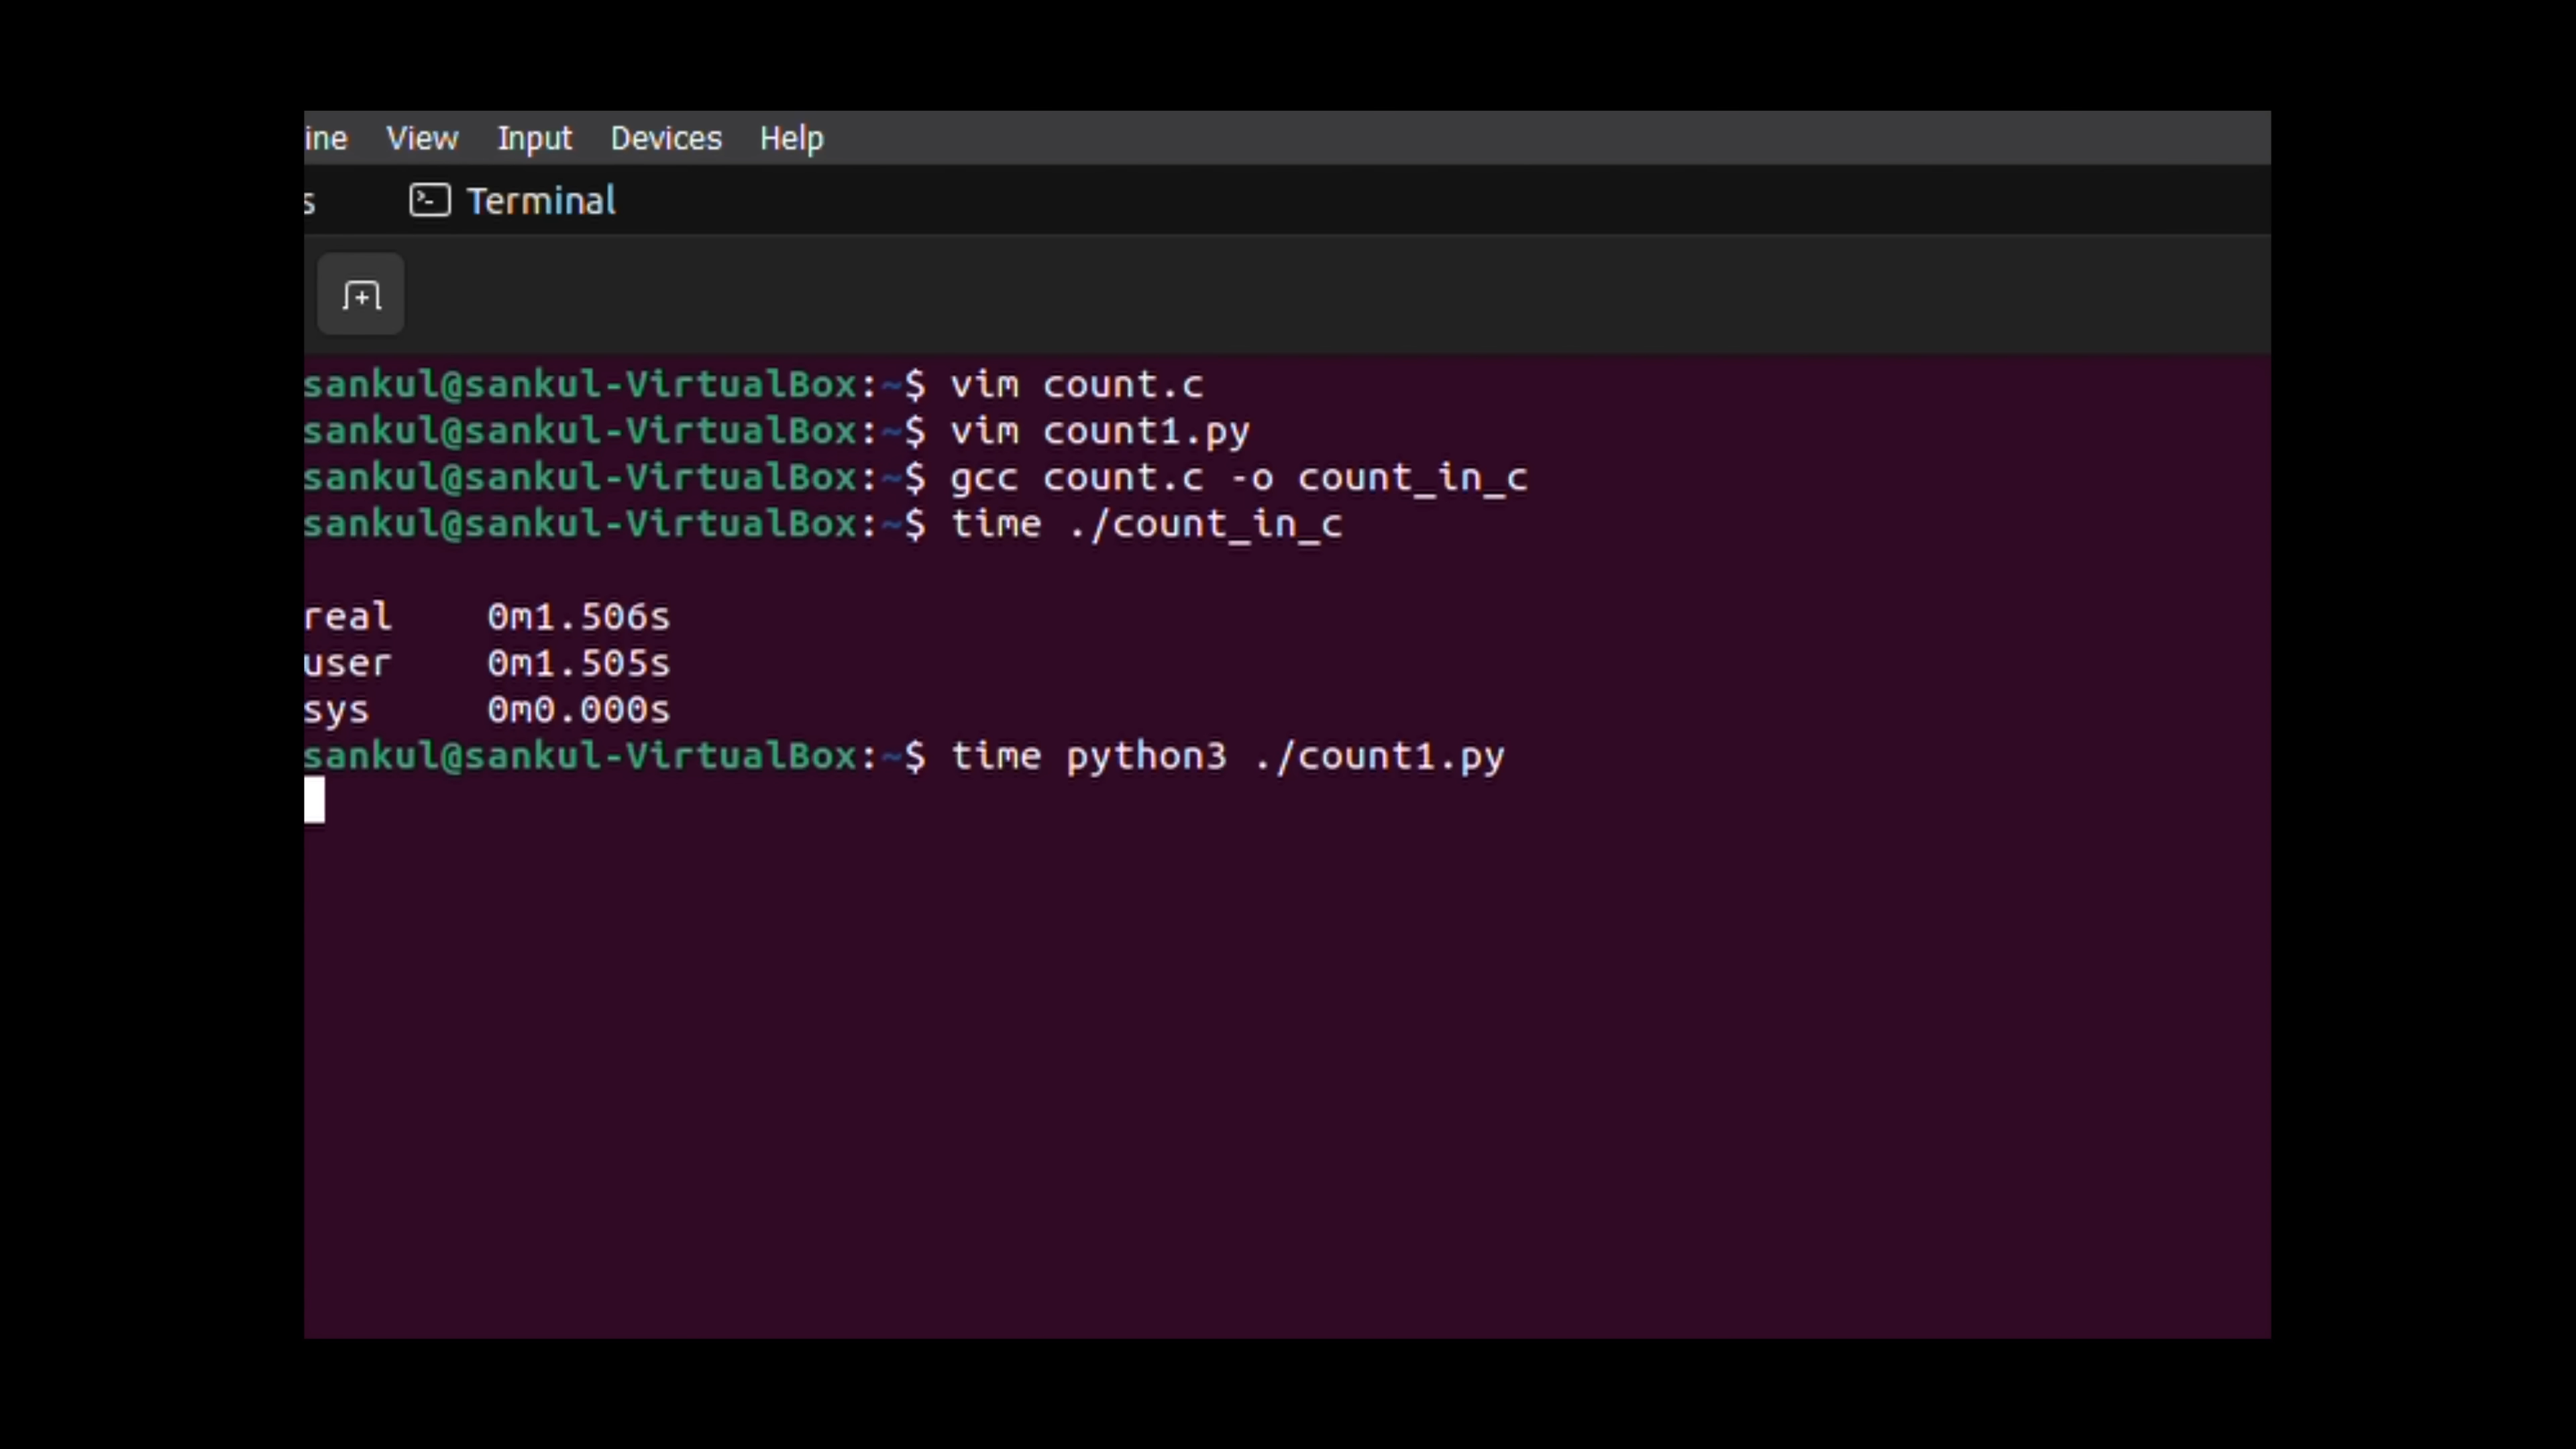 ine View Input Devices Help
s Terminal
sankul@sankul-VirtualBox:~$ vim count.c
sankul@sankul-VirtualBox:~$ vim count1.py
sankul@sankul-VirtualBox:~$ gcc count.c -o count_in_c
sankul@sankul-VirtualBox:~$ time ./count_in_c
real 0m1.506s
user 0m1.505s
sys 0m0.000s
sankul@sankul-VirtualBox:~$ time python3 ./count1.py